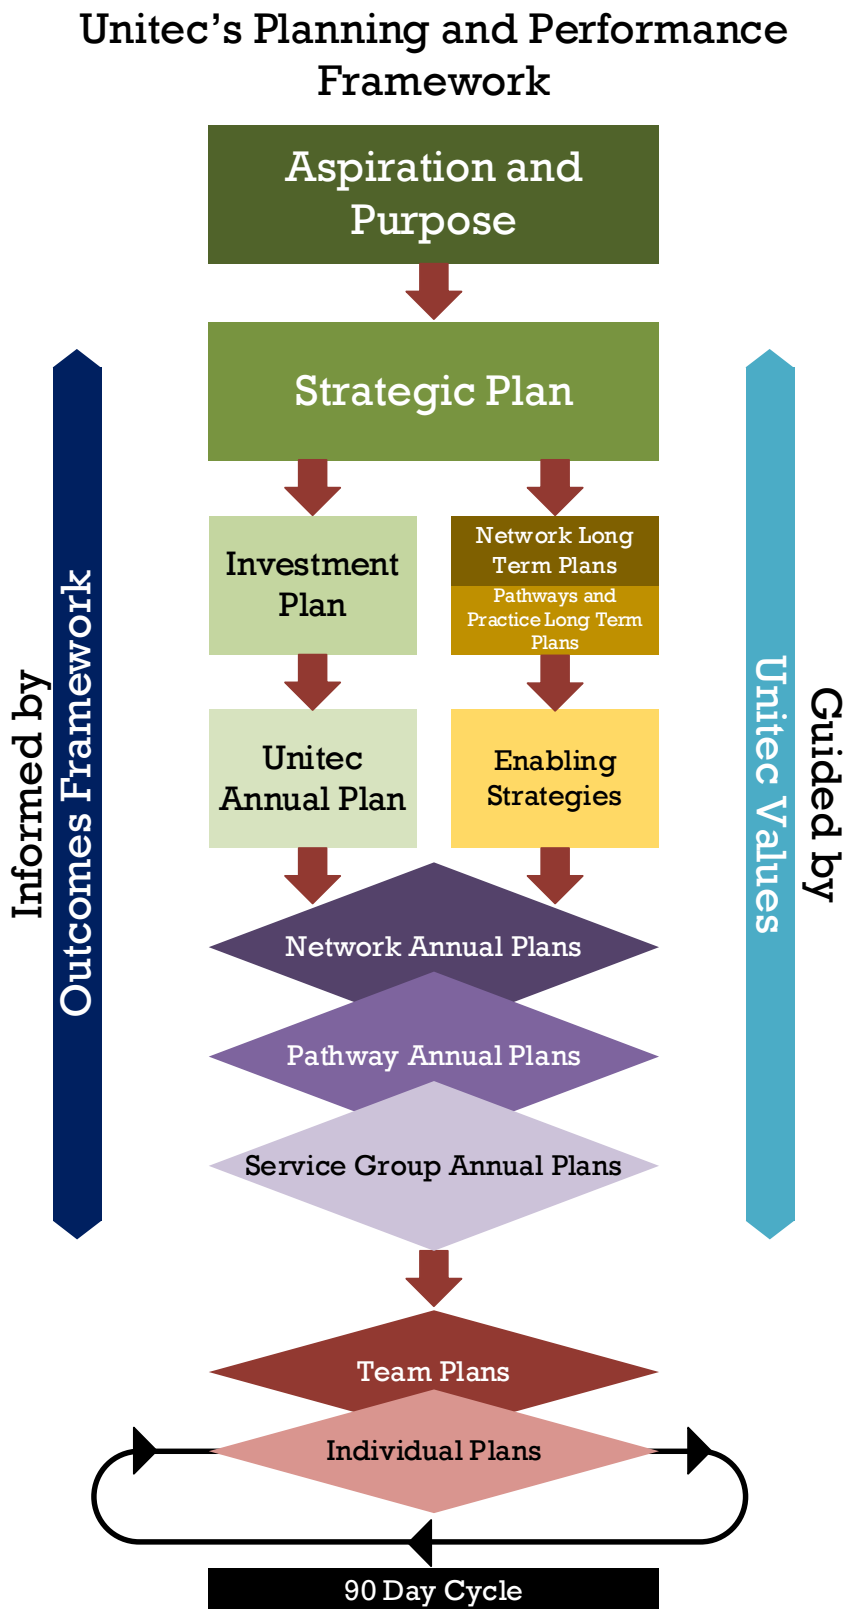 Unitec's Planning and Performance
Framework
Aspiration and
Purpose
Strategic Plan
Investment
Plan
Network Long
Term Plans
Pathways and
Practice Long Term
Plans
Unitec
Annual Plan
Enabling
Strategies
Informed by
Outcomes Framework
Unitec Values
Guided by
Network Annual Plans
Pathway Annual Plans
Service Group Annual Plans
Team Plans
Individual Plans
90 Day Cycle